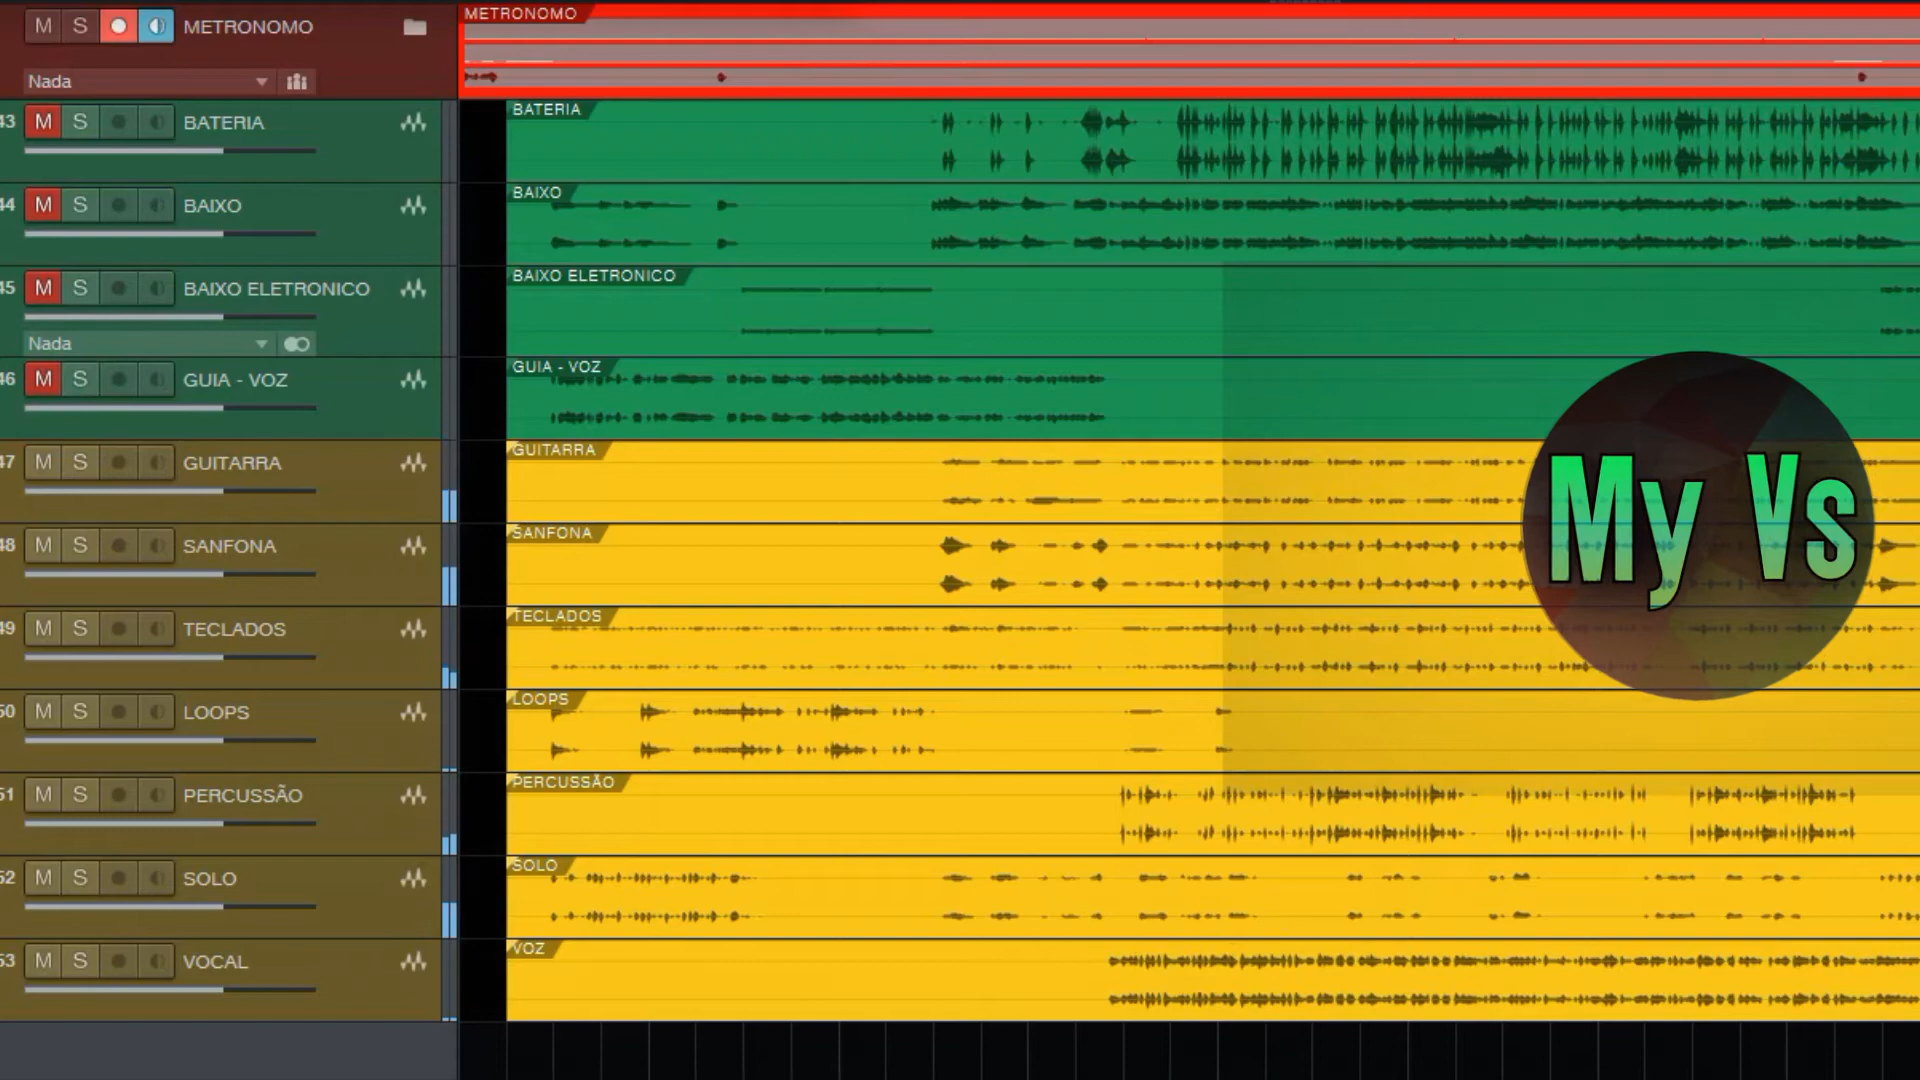 M S METRONOMO
METRONOMO
Nada
43 M S BATERIA
BATERIA
44 M S BAIXO
BAIXO
45 M S BAIXO ELETRONICO
BAIXO ELETRONICO
Nada
46 M S GUIA - VOZ
GUIA - VOZ
47 M S GUITARRA
GUITARRA
My Vs
48 M S SANFONA
SANFONA
49 M S TECLADOS
TECLADOS
50 M S LOOPS
LOOPS
51 M S PERCUSSÃO
PERCUSSÃO
52 M S SOLO
SOLO
53 M S VOCAL
VOZ